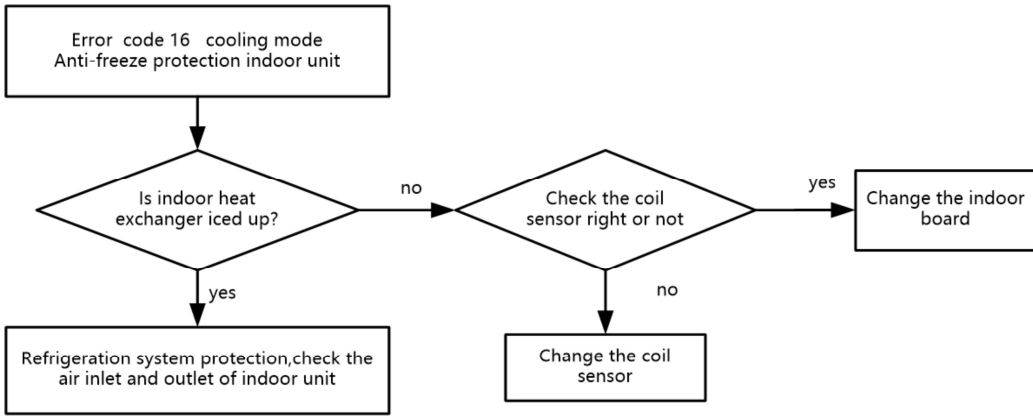 Error code 16 cooling mode
Anti-freeze protection indoor unit
Is indoor heat
exchanger iced up?
no
Check the coil
sensor right or not
yes
Change the indoor
board
yes
Refrigeration system protection,check the
air inlet and outlet of indoor unit
no
Change the coil
sensor